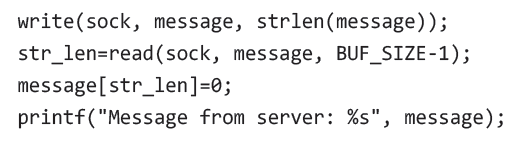 write(sock, message, strlen(message));
str_len=read(sock, message, BUF_SIZE-1);
message[str_len]=0;
printf("Message from server: %s", message);